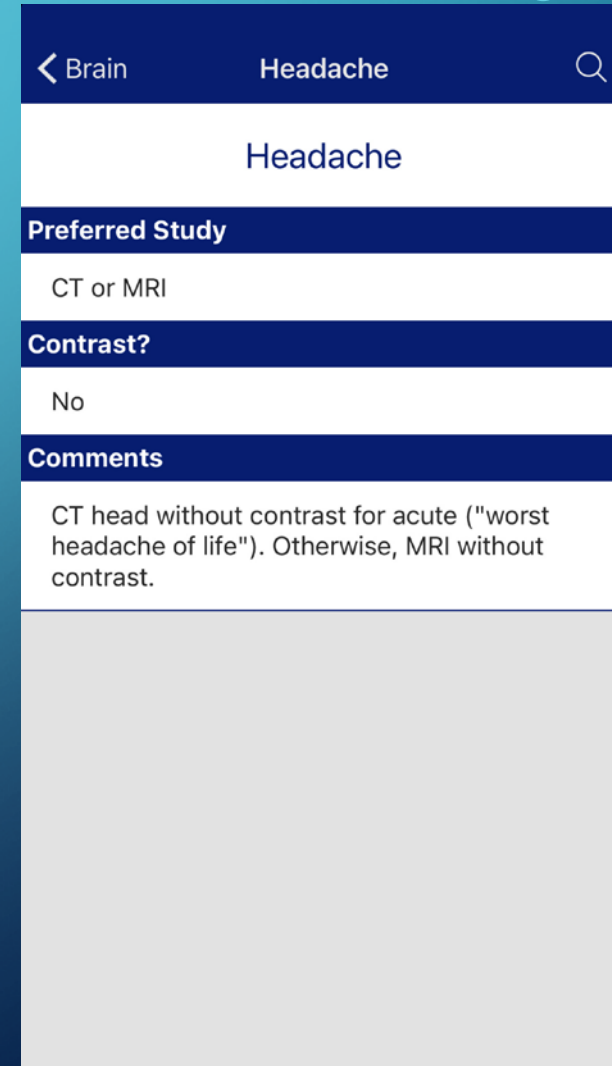 Brain
Headache
Headache
Preferred Study
CT or MRI
Contrast?
No
Comments
CT head without contrast for acute ("worst
headache of life"). Otherwise, MRI without
contrast.